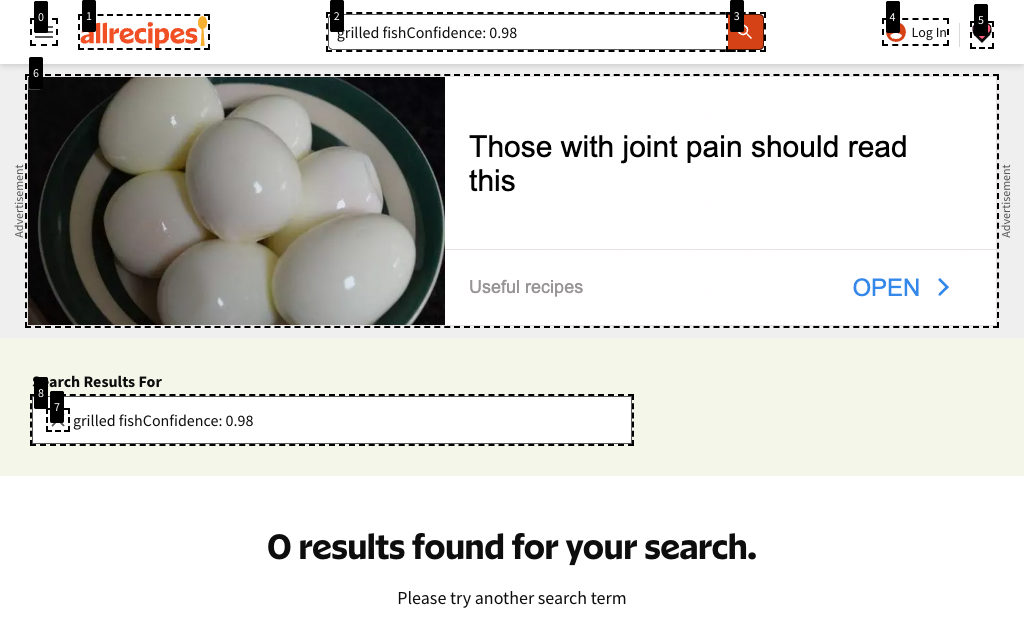 0
1
allrecipes
2
grilled fishConfidence: 0.98
3
4
Log In
5
6
Advertisement
Those with joint pain should read
this
Useful recipes
OPEN
Advertisement
Search Results For
8
7
grilled fishConfidence: 0.98
0 results found for your search.
Please try another search term